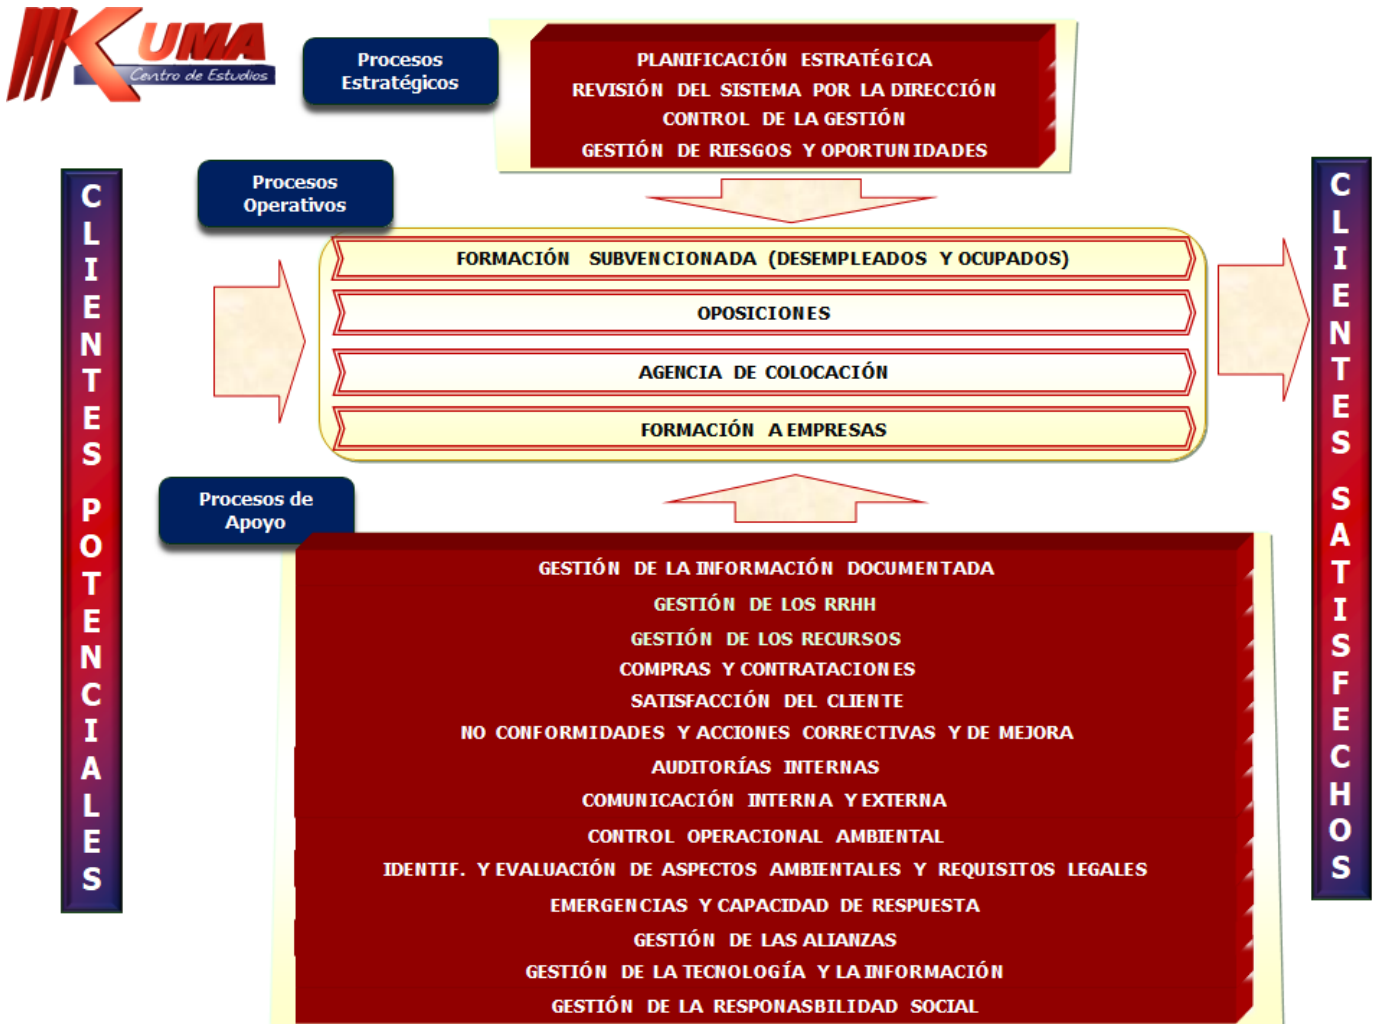 KUMA
Centro de Estudios
Procesos
Estratégicos
PLANIFICACIÓN ESTRATÉGICA
REVISIÓN DEL SISTEMA POR LA DIRECCIÓN
CONTROL DE LA GESTIÓN
GESTIÓN DE RIESGOS Y OPORTUNIDADES
CLIENTES POTENCIALES
Procesos
Operativos
FORMACIÓN SUBVENCIONADA (DESEMPLEADOS Y OCUPADOS)
OPOSICIONES
AGENCIA DE COLOCACIÓN
FORMACIÓN A EMPRESAS
CLIENTES SATISFECHOS
Procesos de
Apoyo
GESTIÓN DE LA INFORMACIÓN DOCUMENTADA
GESTIÓN DE LOS RRHH
GESTIÓN DE LOS RECURSOS
COMPRAS Y CONTRATACIONES
SATISFACCIÓN DEL CLIENTE
NO CONFORMIDADES Y ACCIONES CORRECTIVAS Y DE MEJORA
AUDITORÍAS INTERNAS
COMUNICACIÓN INTERNA Y EXTERNA
CONTROL OPERACIONAL AMBIENTAL
IDENTIF. Y EVALUACIÓN DE ASPECTOS AMBIENTALES Y REQUISITOS LEGALES
EMERGENCIAS Y CAPACIDAD DE RESPUESTA
GESTIÓN DE LAS ALIANZAS
GESTIÓN DE LA TECNOLOGÍA Y LA INFORMACIÓN
GESTIÓN DE LA RESPONASBILIDAD SOCIAL